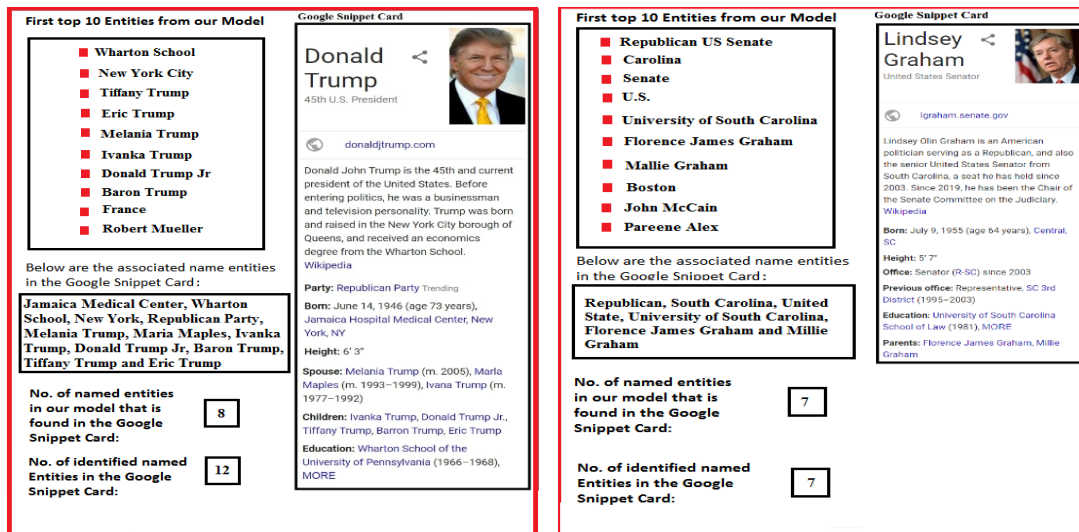 First top 10 Entities from our Model
Wharton School
New York City
Tiffany Trump
Eric Trump
Melania Trump
Ivanka Trump
Donald Trump Jr
Baron Trump
France
Robert Mueller
Below are the associated name entities
in the Google Snippet Card:
Jamaica Medical Center, Wharton
School, New York, Republican Party,
Melania Trump, Maria Maples, Ivanka
Trump, Donald Trump Jr, Baron Trump,
Tiffany Trump and Eric Trump
No. of named entities
in our model that is
found in the Google
Snippet Card:
8
No. of identified named
Entities in the Google
Snippet Card:
12
Google Snippet Card
Donald
Trump
45th U.S. President
donaldjtrump.com
Donald John Trump is the 45th and current
president of the United States. Before
entering politics, he was a businessman
and television personality. Trump was born
and raised in the New York City borough of
Queens, and received an economics
degree from the Wharton School.
Wikipedia
Party: Republican Party Trending
Born: June 14, 1946 (age 73 years),
Jamaica Hospital Medical Center, New
York, NY
Height: 6' 3"
Spouse: Melania Trump (m. 2005), Marla
Maples (m. 1993–1999), Ivana Trump (m.
1977–1992)
Children: Ivanka Trump, Donald Trump Jr.,
Tiffany Trump, Barron Trump, Eric Trump
Education: Wharton School of the
University of Pennsylvania (1966–1968),
MORE
First top 10 Entities from our Model
Republican US Senate
Carolina
Senate
U.S.
University of South Carolina
Florence James Graham
Mallie Graham
Boston
John McCain
Pareene Alex
Below are the associated name entities
in the Google Snippet Card:
Republican, South Carolina, United
State, University of South Carolina,
Florence James Graham and Millie
Graham
No. of named entities
in our model that is
found in the Google
Snippet Card:
7
No. of identified named
Entities in the Google
Snippet Card:
7
Google Snippet Card
Lindsey
Graham
United States Senator
lgraham.senate.gov
Lindsey Olin Graham is an American
politician serving as a Republican, and also
the senior United States Senator from
South Carolina, a seat he has held since
2003. Since 2019, he has been the Chair of
the Senate Committee on the Judiciary.
Wikipedia
Born: July 9, 1955 (age 64 years), Central,
SC
Height: 5' 7"
Office: Senator (R-SC) since 2003
Previous office: Representative, SC 3rd
District (1995–2003)
Education: University of South Carolina
School of Law (1981), MORE
Parents: Florence James Graham, Millie
Graham